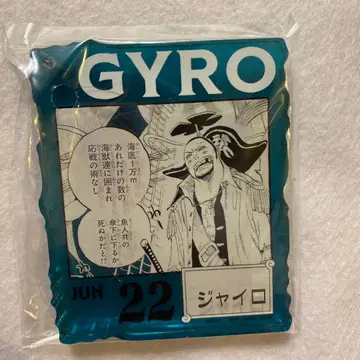 GYRO
海底1万m
あれだけの数の
海獣達に囲まれ
応戦の術なし
魚人共の
傘下に下るか
死ぬかだと!?
JUN 22
ジャイロ